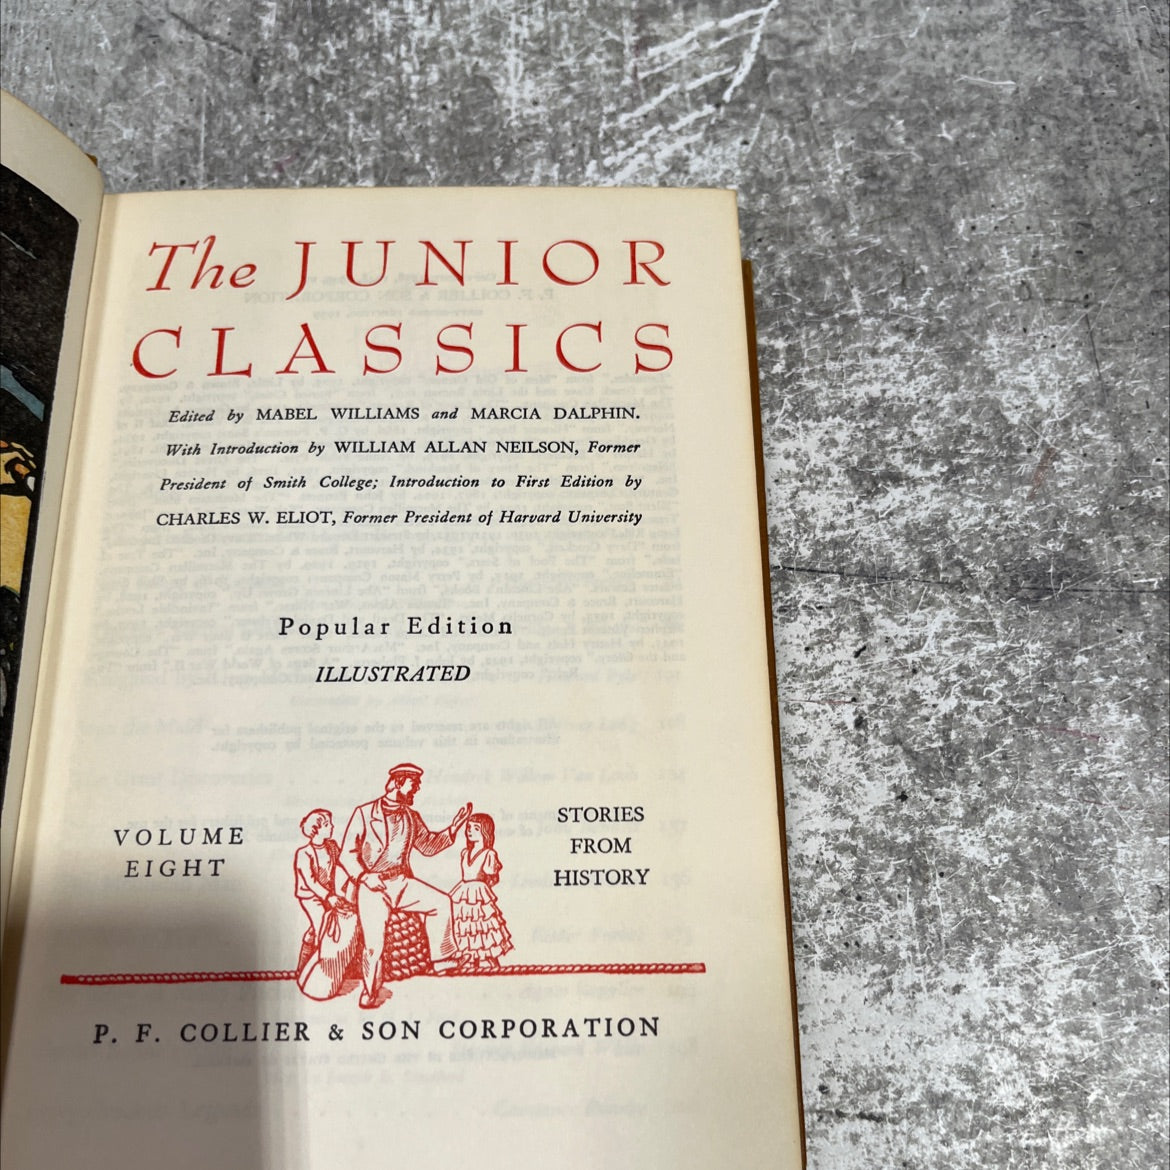 The JUNIOR
CLASSICS
Edited by MABEL WILLIAMS and MARCIA DALPHIN.
With Introduction by WILLIAM ALLAN NEILSON, Former
President of Smith College; Introduction to First Edition by
CHARLES W. ELIOT, Former President of Harvard University
Popular Edition
ILLUSTRATED
VOLUME
EIGHT
STORIES
FROM
HISTORY
P. F. COLLIER & SON CORPORATION